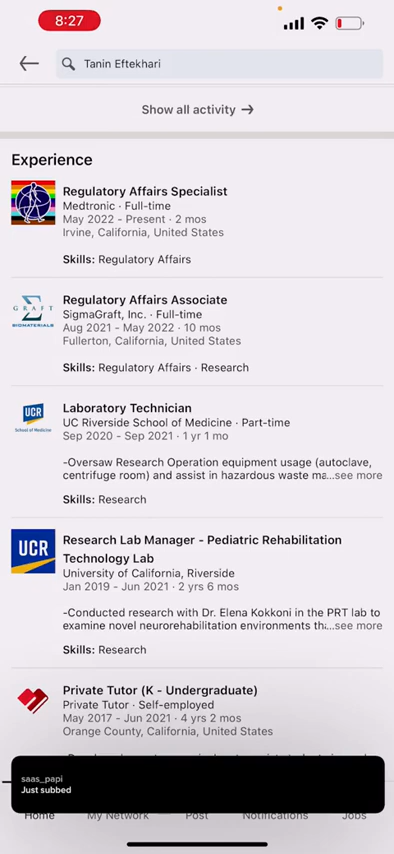 8:27
Tanin Eftekhari
Show all activity →
Experience
Regulatory Affairs Specialist
Medtronic · Full-time
May 2022 - Present · 2 mos
Irvine, California, United States
Skills: Regulatory Affairs
GRAFT
BIOMATERIALS
Regulatory Affairs Associate
SigmaGraft, Inc. · Full-time
Aug 2021 - May 2022 · 10 mos
Fullerton, California, United States
Skills: Regulatory Affairs · Research
UCR
School of Medicine
Laboratory Technician
UC Riverside School of Medicine · Part-time
Sep 2020 - Sep 2021 · 1 yr 1 mo
-Oversaw Research Operation equipment usage (autoclave,
centrifuge room) and assist in hazardous waste ma...see more
Skills: Research
UCR
Research Lab Manager - Pediatric Rehabilitation
Technology Lab
University of California, Riverside
Jan 2019 - Jun 2021 · 2 yrs 6 mos
-Conducted research with Dr. Elena Kokkoni in the PRT lab to
examine novel neurorehabilitation environments th...see more
Skills: Research
Private Tutor (K - Undergraduate)
Private Tutor · Self-employed
May 2017 - Jun 2021 · 4 yrs 2 mos
Orange County, California, United States
saas_papi
Just subbed
Home My Network Post Notifications Jobs